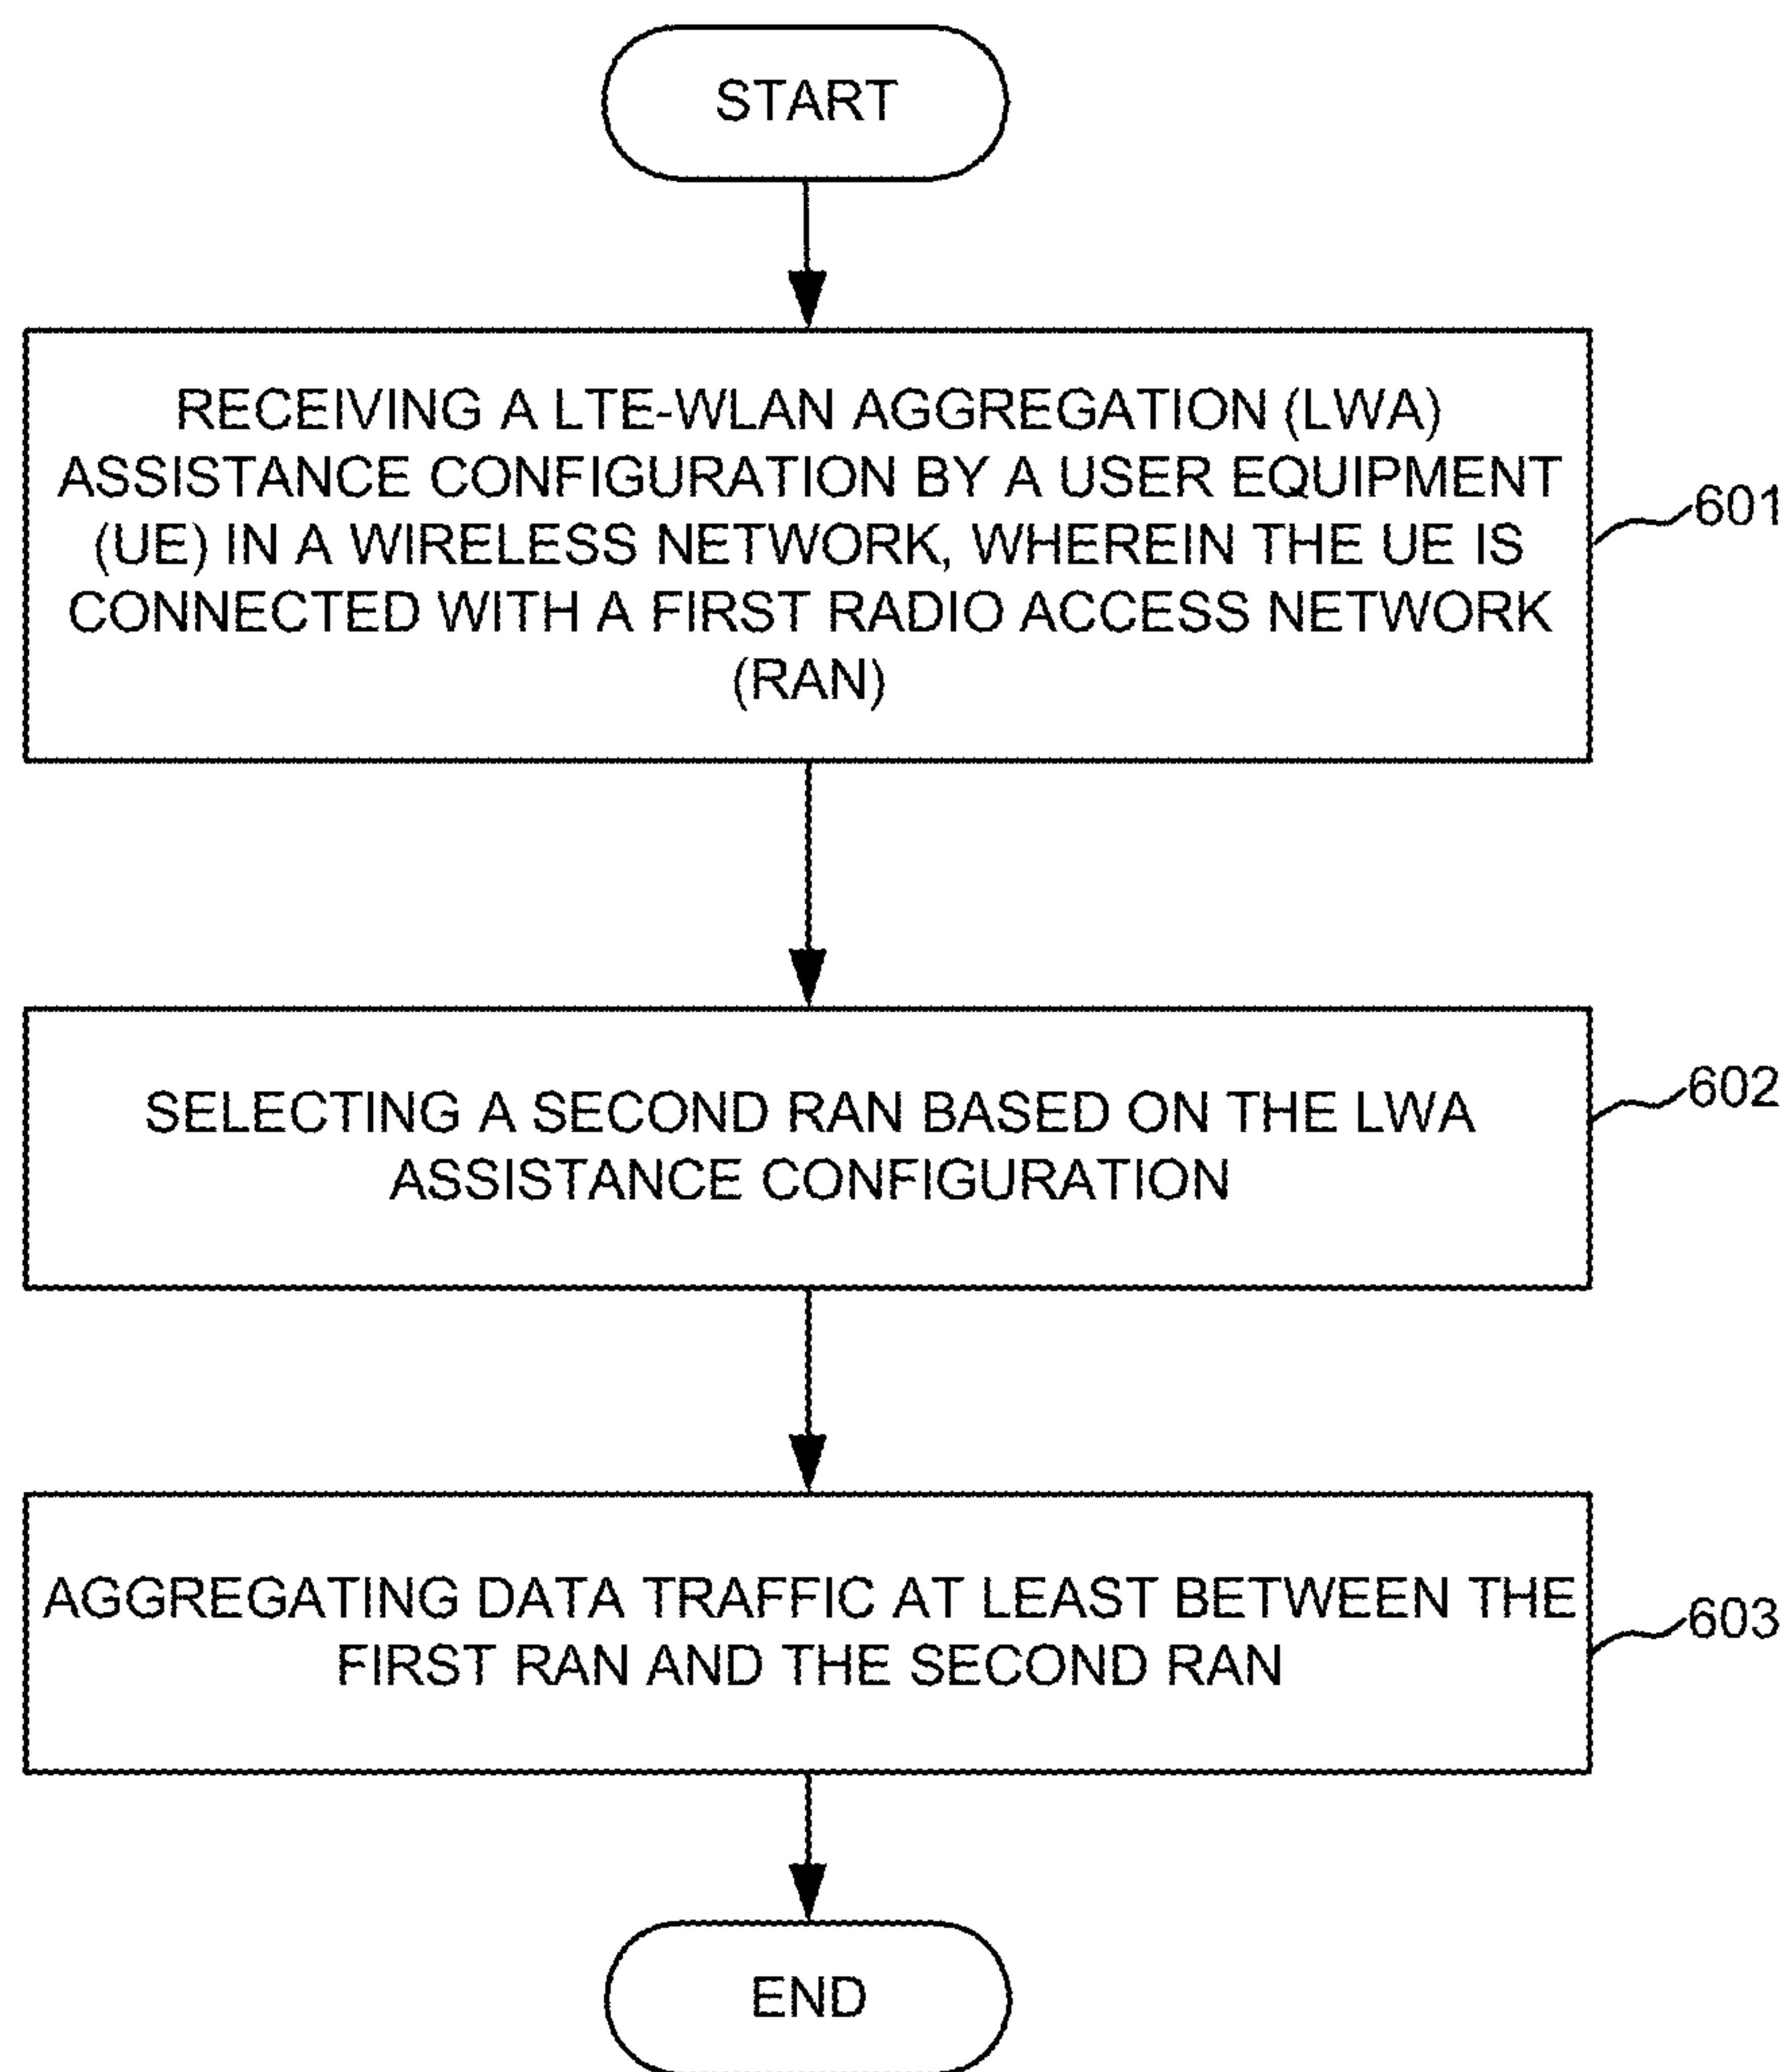 START
RECEIVING A LTE-WLAN AGGREGATION (LWA)
ASSISTANCE CONFIGURATION BY A USER EQUIPMENT
(UE) IN A WIRELESS NETWORK, WHEREIN THE UE IS
CONNECTED WITH A FIRST RADIO ACCESS NETWORK
(RAN)
601
SELECTING A SECOND RAN BASED ON THE LWA
ASSISTANCE CONFIGURATION
602
AGGREGATING DATA TRAFFIC AT LEAST BETWEEN THE
FIRST RAN AND THE SECOND RAN
603
END